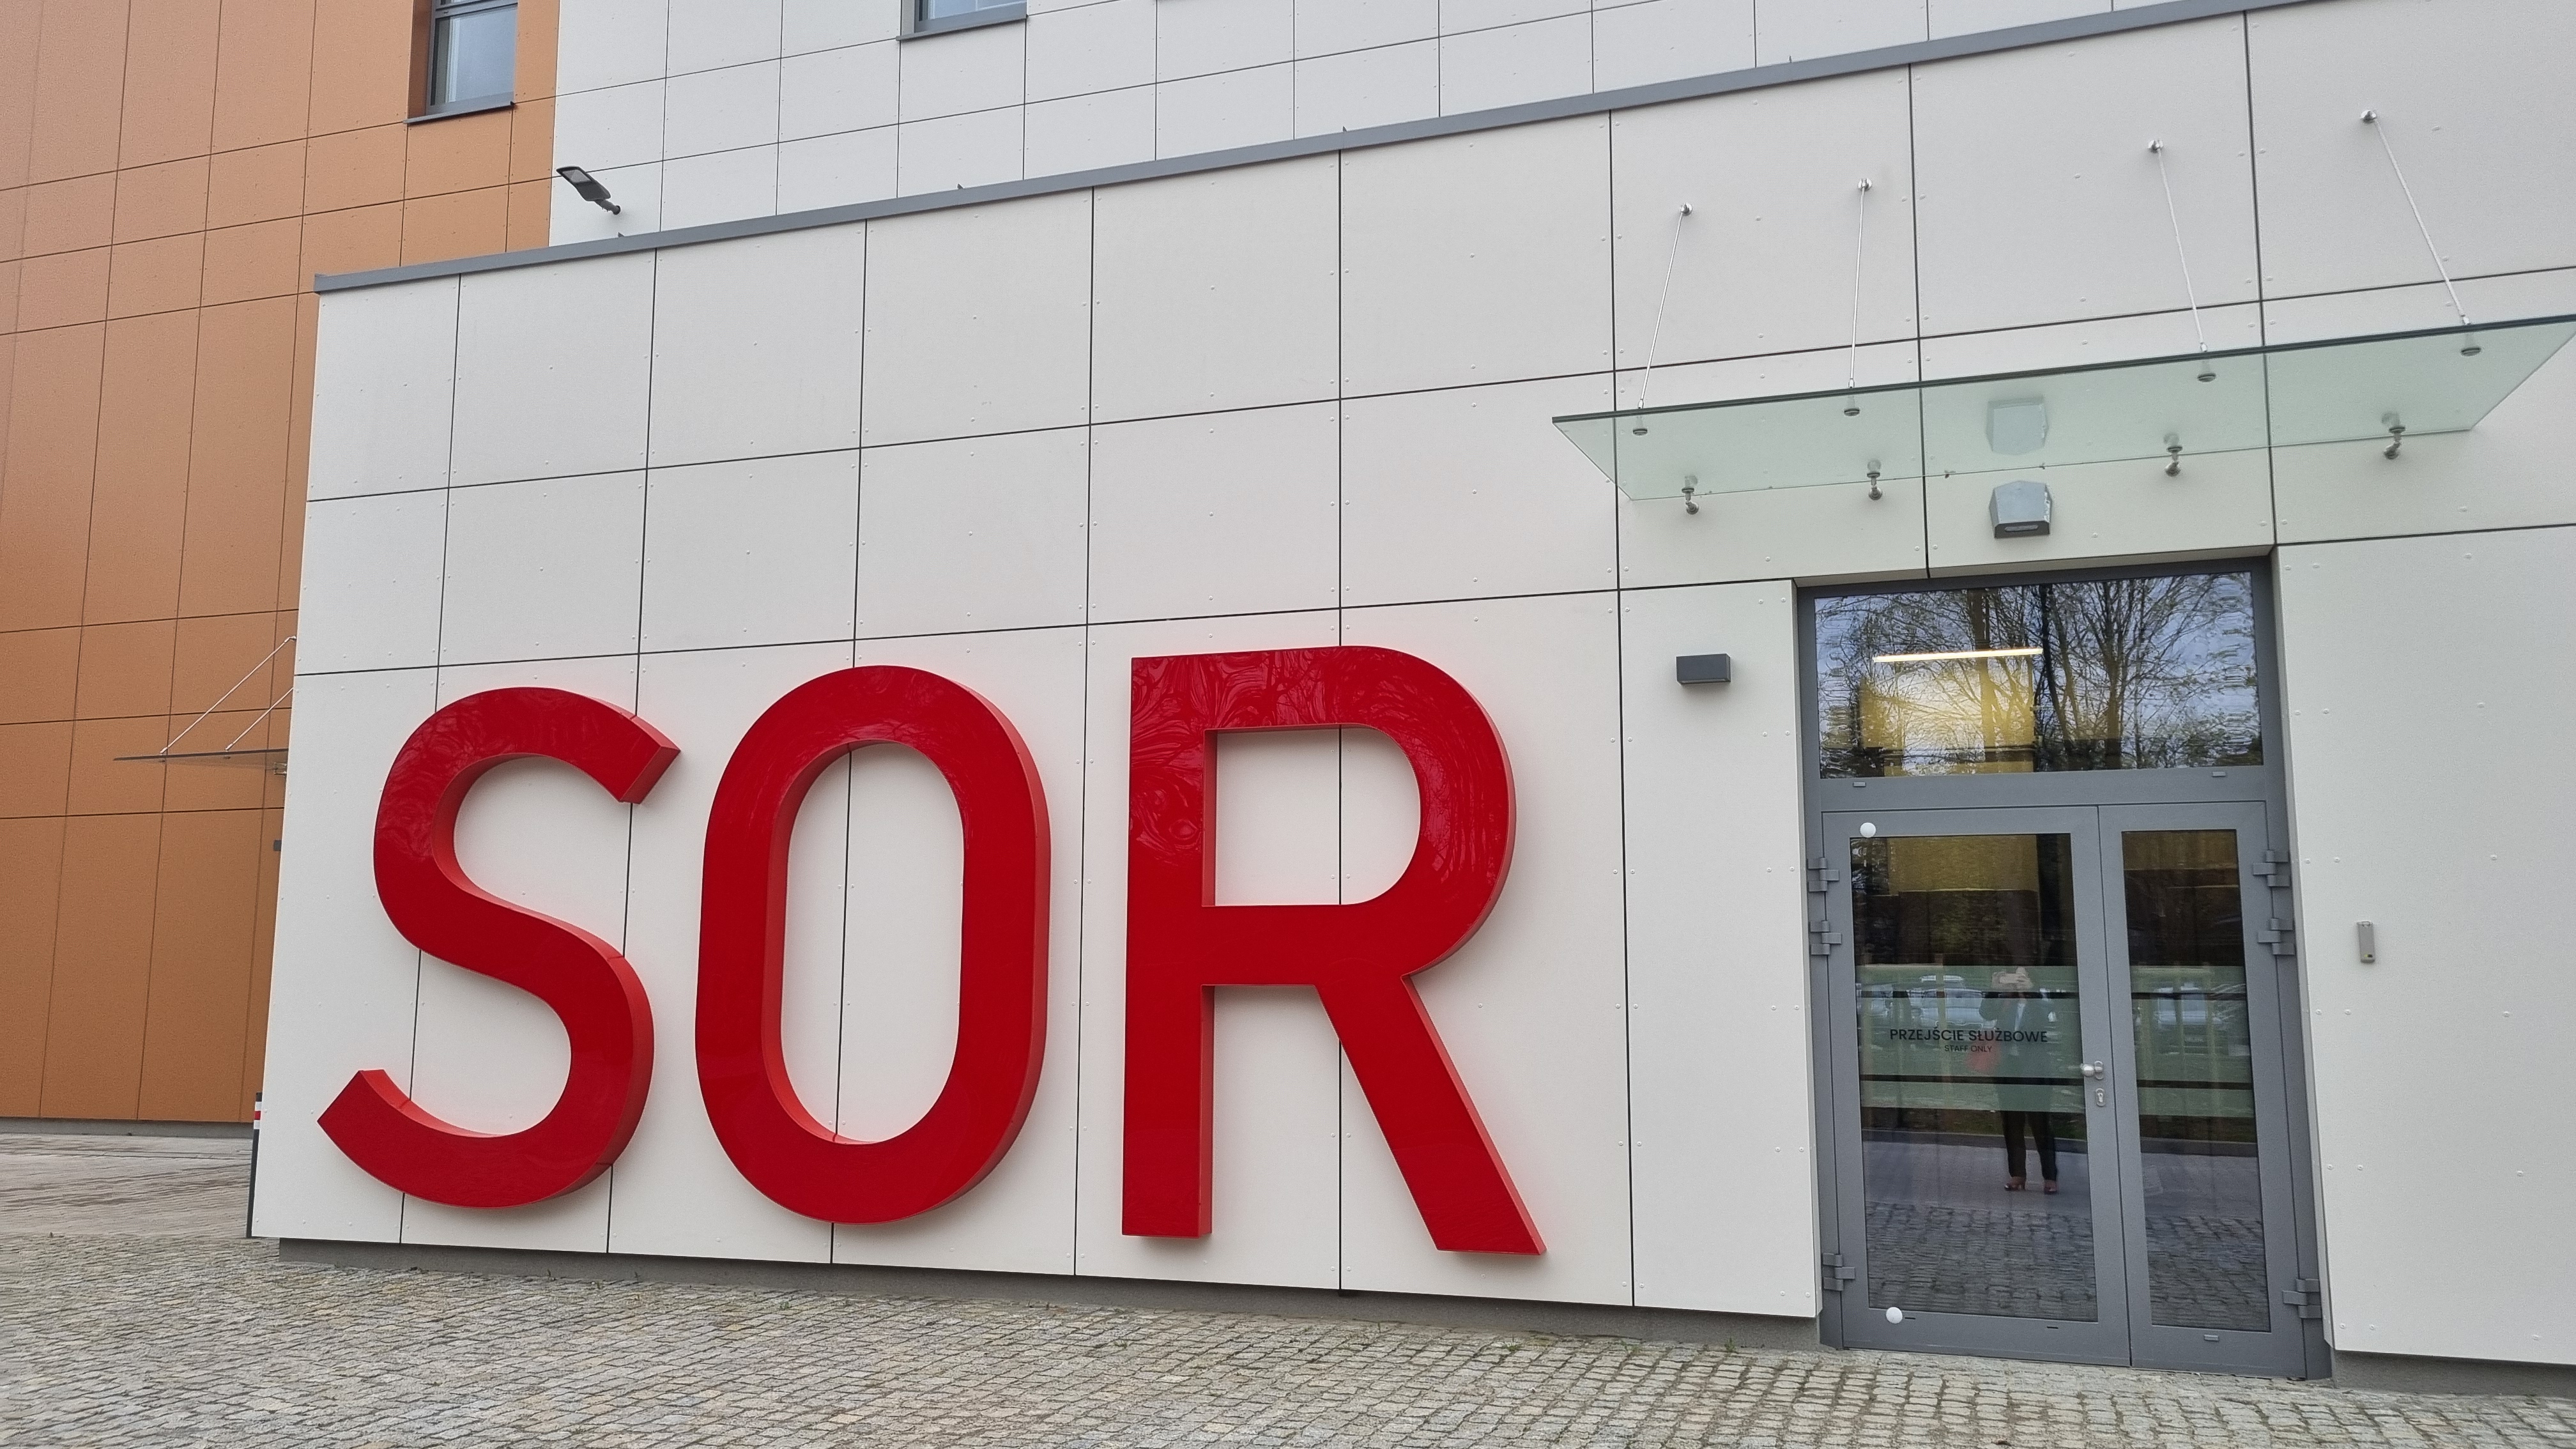 SOR
PRZEJŚCIE SŁUŻBOWE
STAFF ONLY